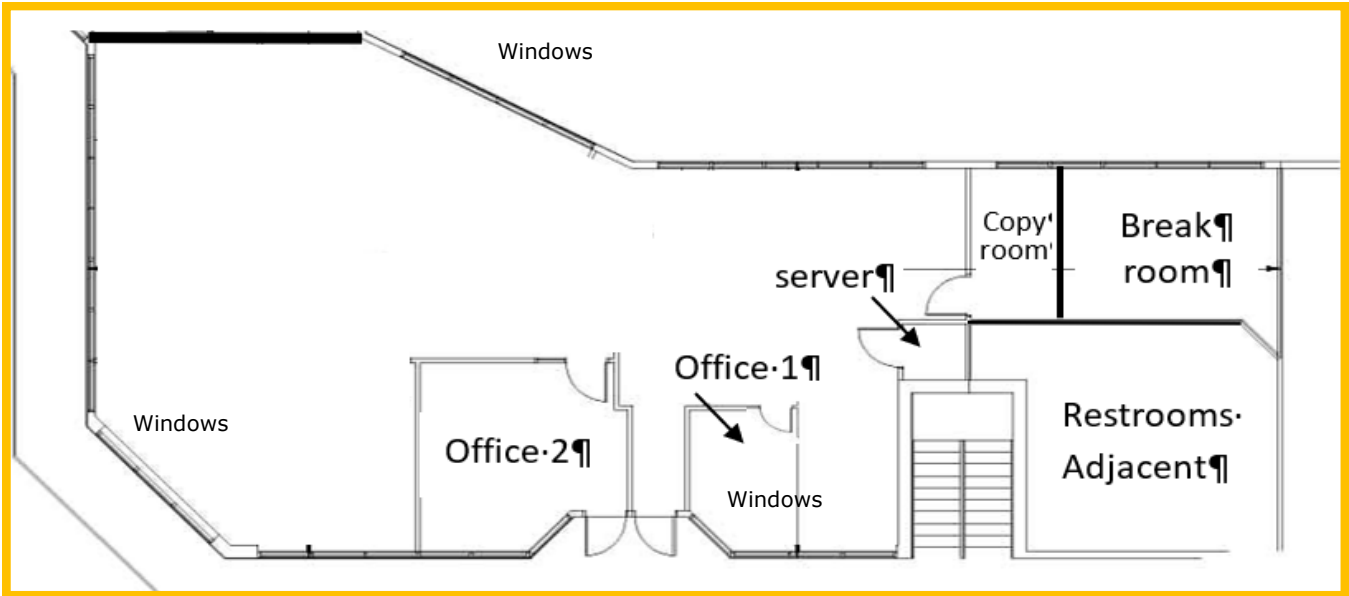 Windows
Copy
room
Break¶
room¶
server¶
Office·1¶
Windows
Office·2¶
Restrooms·
Adjacent¶
Windows